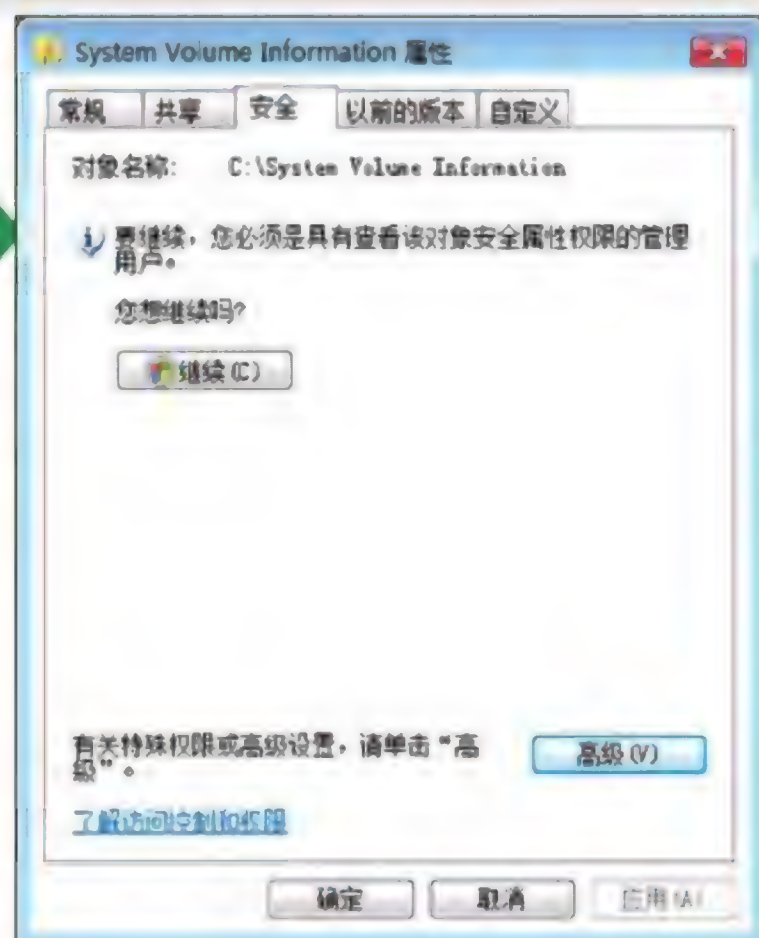 System Volume Information 属性
常规 共享 安全 以前的版本 自定义
对象名称: C:\System Volume Information
要继续，您必须是具有查看该对象安全属性权限的管理
用户。
您想继续吗?
继续(C)
有关特殊权限或高级设置，请单击“高
级”。
高级(V)
了解访问控制和权限
确定 取消 应用(A)